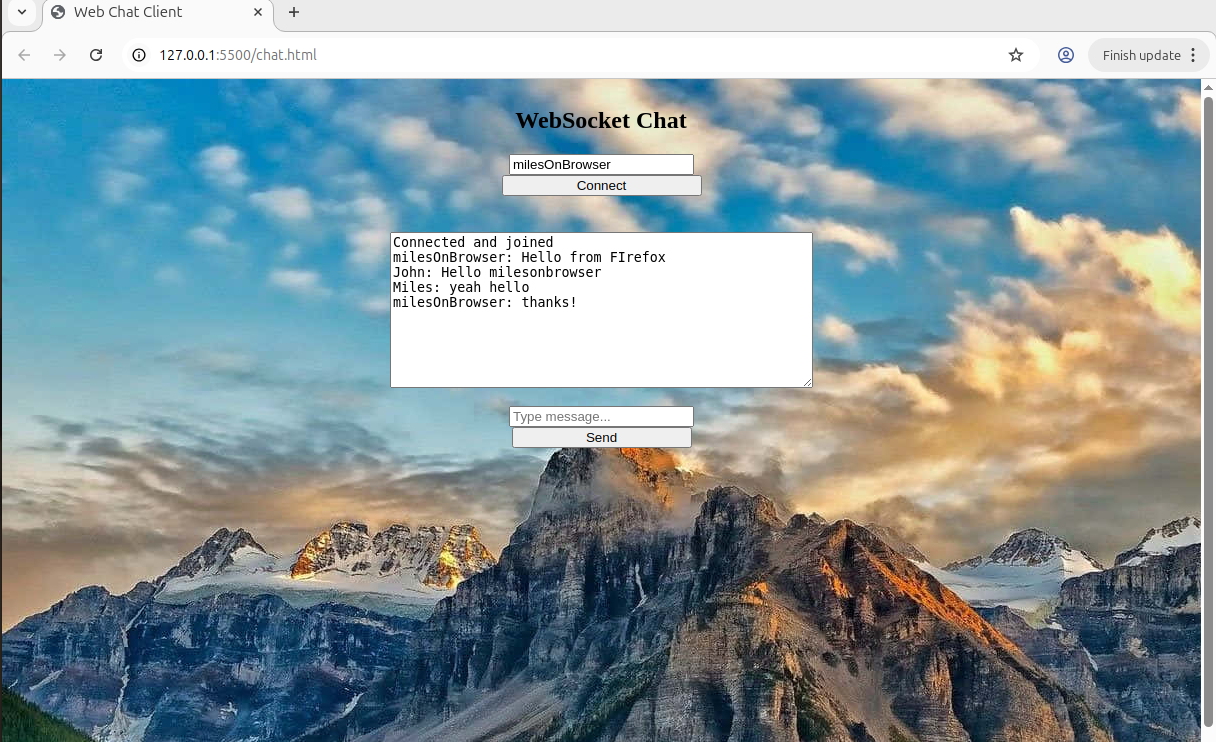 Web Chat Client
127.0.0.1:5500/chat.html
Finish update
WebSocket Chat
milesOnBrowser
Connect
Connected and joined
milesOnBrowser: Hello from FIrefox
John: Hello milesonbrowser
Miles: yeah hello
milesOnBrowser: thanks!
Type message...
Send